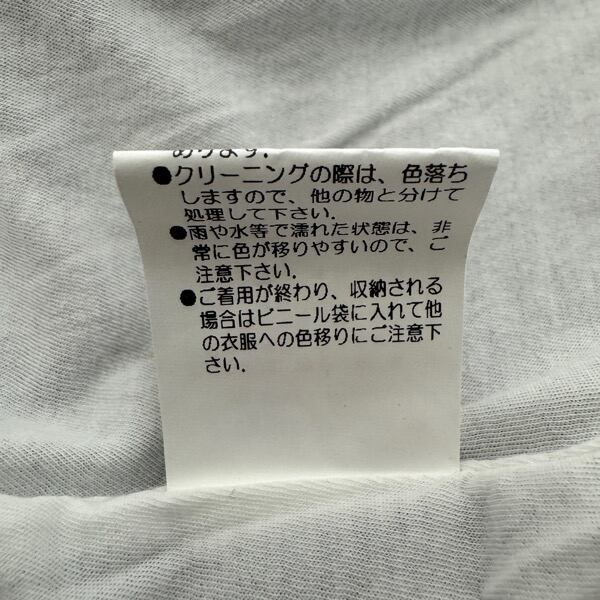 あります.
●クリーニングの際は、色落ち
しますので、他の物と分けて
処理して下さい.
●雨や水等で濡れた状態は、非
常に色が移りやすいので、ご
注意下さい.
●ご着用が終わり、収納される
場合はビニール袋に入れて他
の衣服への色移りにご注意下
さい.